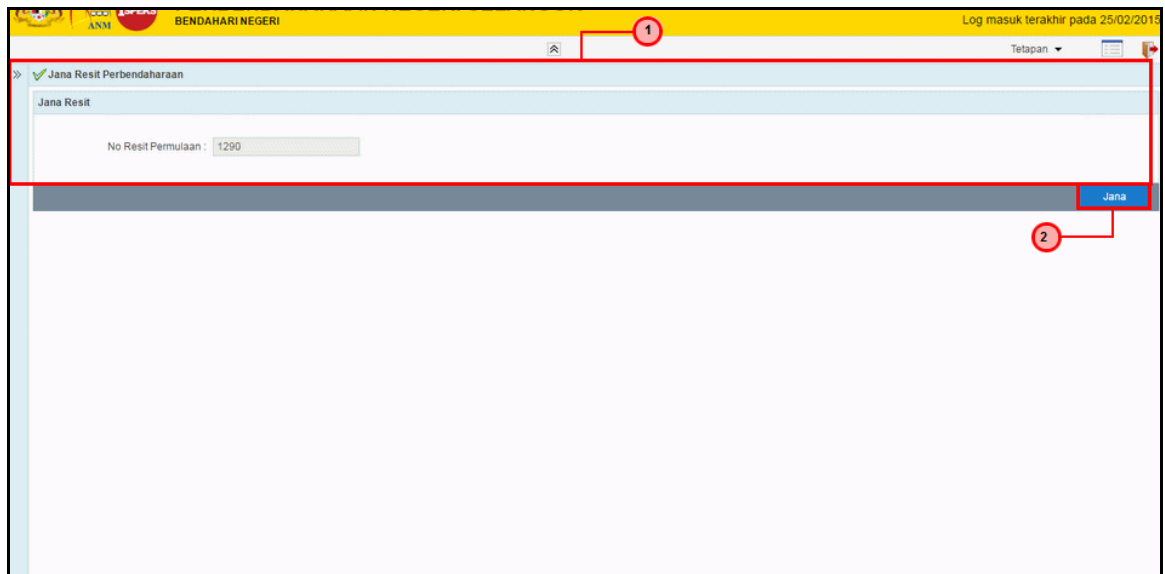 ANM
BENDAHARI NEGERI
Log masuk terakhir pada 25/02/2015
1
Tetapan
Jana Resit Perbendaharaan
Jana Resit
No Resit Permulaan : 1290
Jana
2